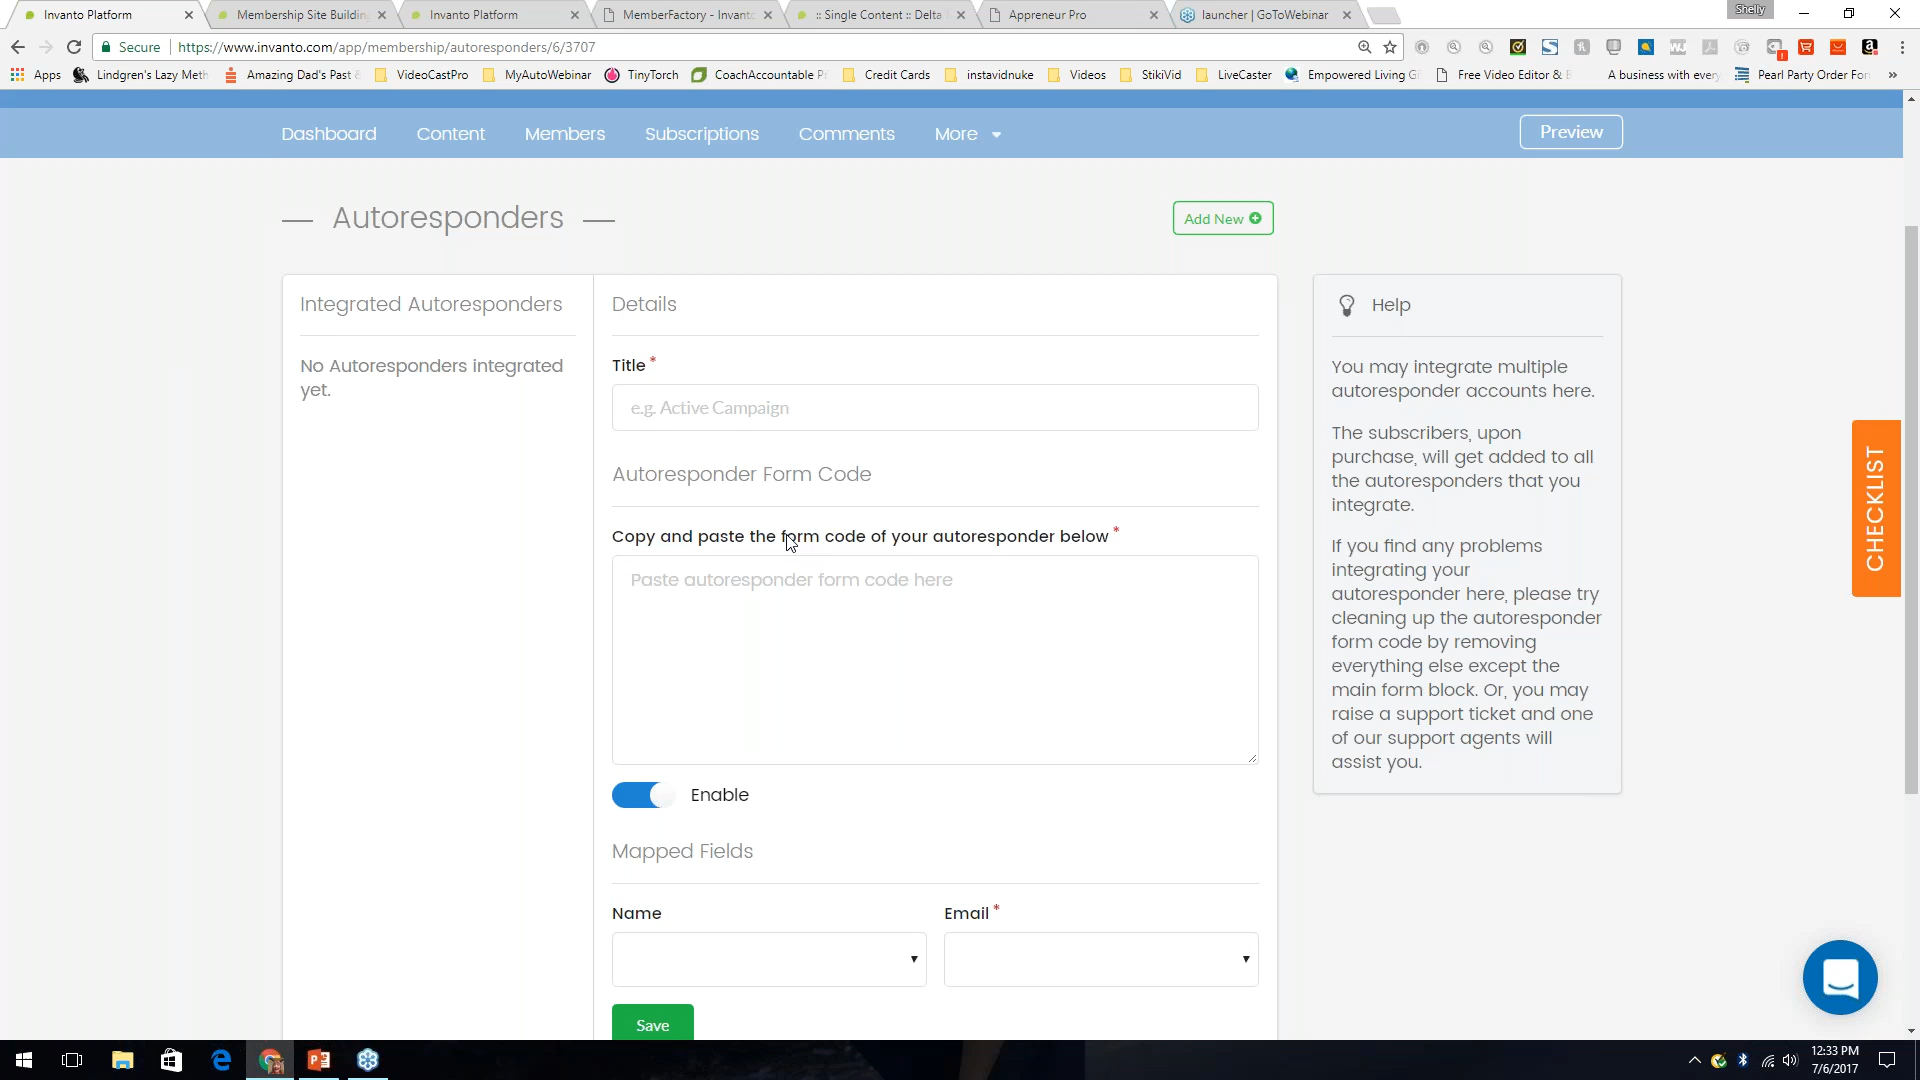 Invanto Platform
Membership Site Buildin
Invanto Platform
MemberFactory - Invant
:: Single Content :: Delta
Appreneur Pro
launcher | GoToWebinar
Shelly
Secure
https://www.invanto.com/app/membership/autoresponders/6/3707
Apps
Lindgren's Lazy Meth
Amazing Dad's Past
VideoCastPro
MyAutoWebinar
TinyTorch
CoachAccountable P
Credit Cards
instavidnuke
Videos
StikiVid
LiveCaster
Empowered Living G
Free Video Editor &
A business with every
Pearl Party Order For
»
Dashboard
Content
Members
Subscriptions
Comments
More
Preview
Autoresponders
Add New
Integrated Autoresponders
No Autoresponders integrated
yet.
Details
Title *
e.g. Active Campaign
Autoresponder Form Code
Copy and paste the form code of your autoresponder below *
Paste autoresponder form code here
Enable
Mapped Fields
Name
Email *
Save
Help
You may integrate multiple
autoresponder accounts here.
The subscribers, upon
purchase, will get added to all
the autoresponders that you
integrate.
If you find any problems
integrating your
autoresponder here, please try
cleaning up the autoresponder
form code by removing
everything else except the
main form block. Or, you may
raise a support ticket and one
of our support agents will
assist you.
CHECKLIST
12:33 PM
7/6/2017